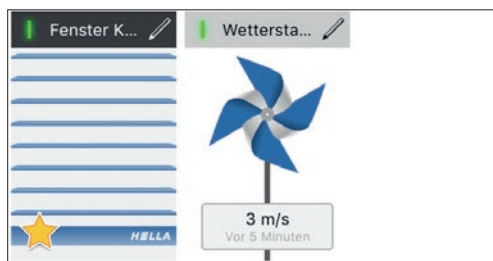 Fenster K...
Wettersta...
HELLA
3 m/s
Vor 5 Minuten